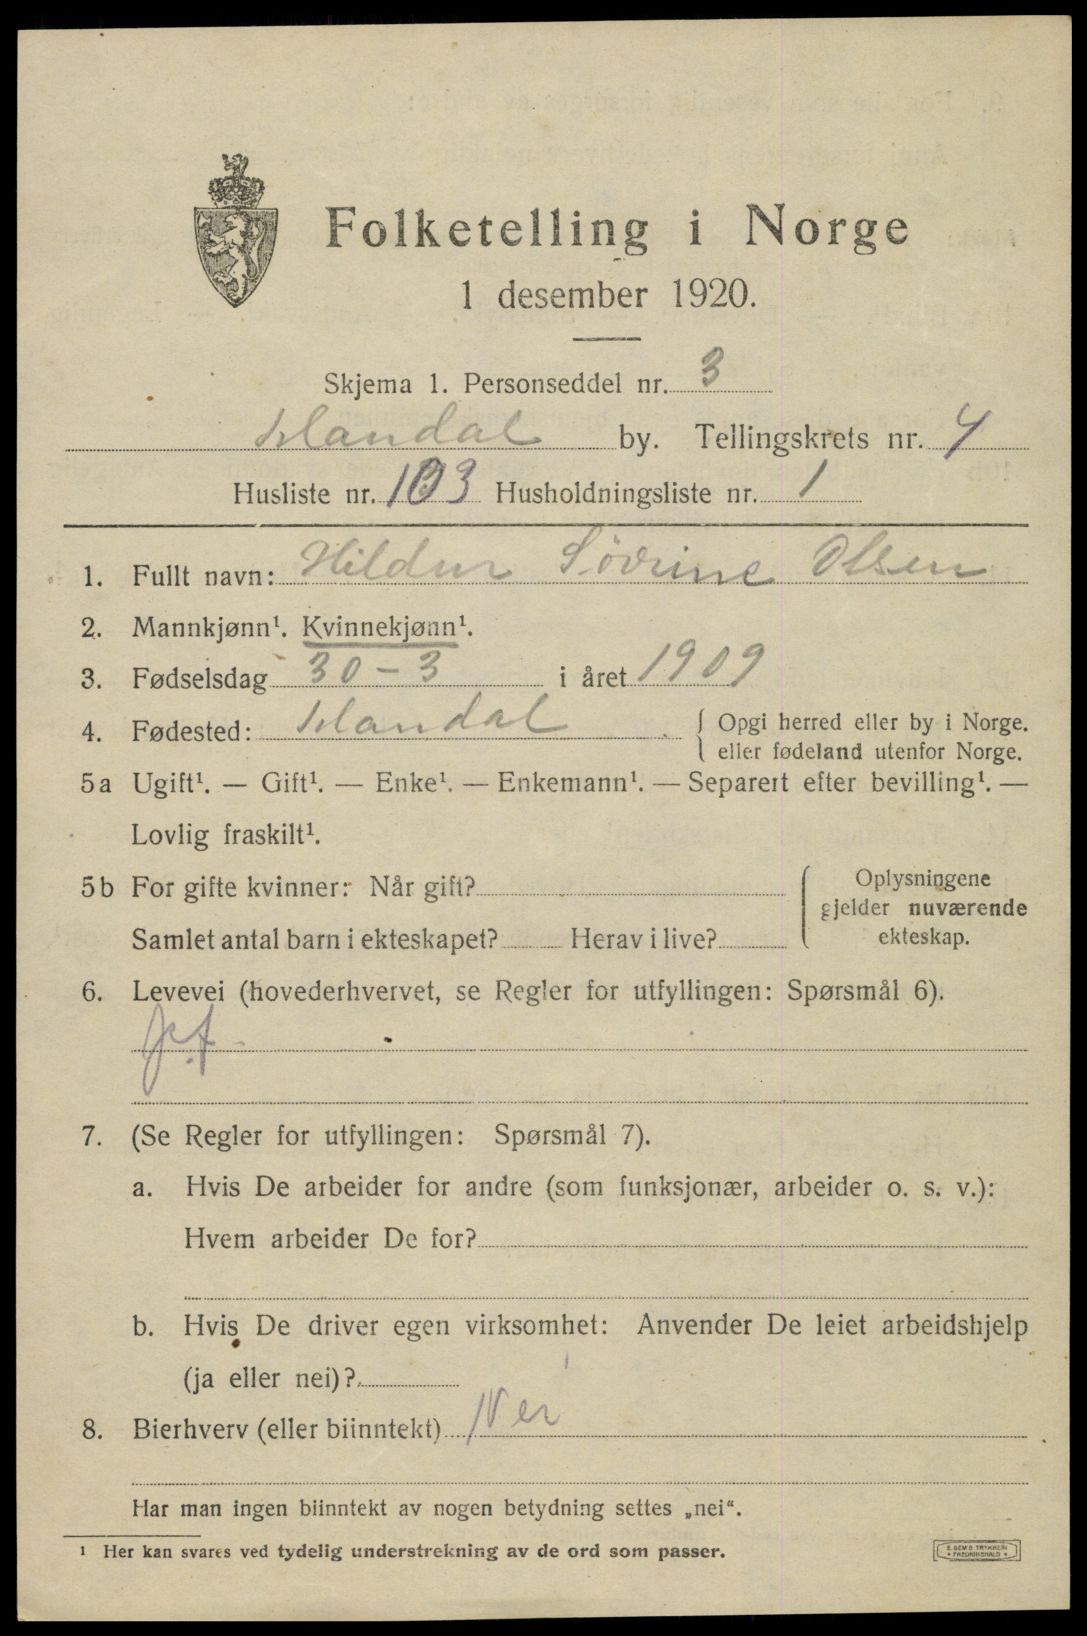 Folketelling i Norge
1 desember 1920.
Skjema 1. Personseddel nr. 3
Mandal by. Tellingskrets nr. 4
Husliste nr. 103 Husholdningsliste nr. 1
1. Fullt navn: Hildur Sövrine Olsen
2. Mannkjønn¹. Kvinnekjønn¹.
3. Fødselsdag 30-3 i året 1909
4. Fødested: Mandal { Opgi herred eller by i Norge.
eller fødeland utenfor Norge.
5a Ugift¹. — Gift¹. — Enke¹. — Enkemann¹. — Separert efter bevilling¹. —
Lovlig fraskilt¹.
5b For gifte kvinner: Når gift?
Samlet antal barn i ekteskapet? Herav i live?
Oplysningene
gjelder nuværende
ekteskap.
6. Levevei (hovederhvervet, se Regler for utfyllingen: Spørsmål 6).
7. (Se Regler for utfyllingen: Spørsmål 7).
a. Hvis De arbeider for andre (som funksjonær, arbeider o. s. v.):
Hvem arbeider De for?
b. Hvis De driver egen virksomhet: Anvender De leiet arbeidshjelp
(ja eller nei)?
8. Bierhverv (eller biinntekt) Nei
Har man ingen biinntekt av nogen betydning settes „nei“.
¹ Her kan svares ved tydelig understrekning av de ord som passer.
E. SEM'S TRYKKERI
• FREDRIKSHALD •